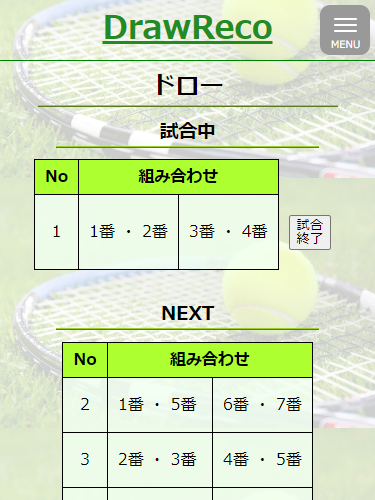 DrawReco
MENU
ドロー
試合中
No 組み合わせ
1 1番 ・ 2番 3番 ・ 4番 試合
終了
NEXT
No 組み合わせ
2 1番 ・ 5番 6番 ・ 7番
3 2番 ・ 3番 4番 ・ 5番